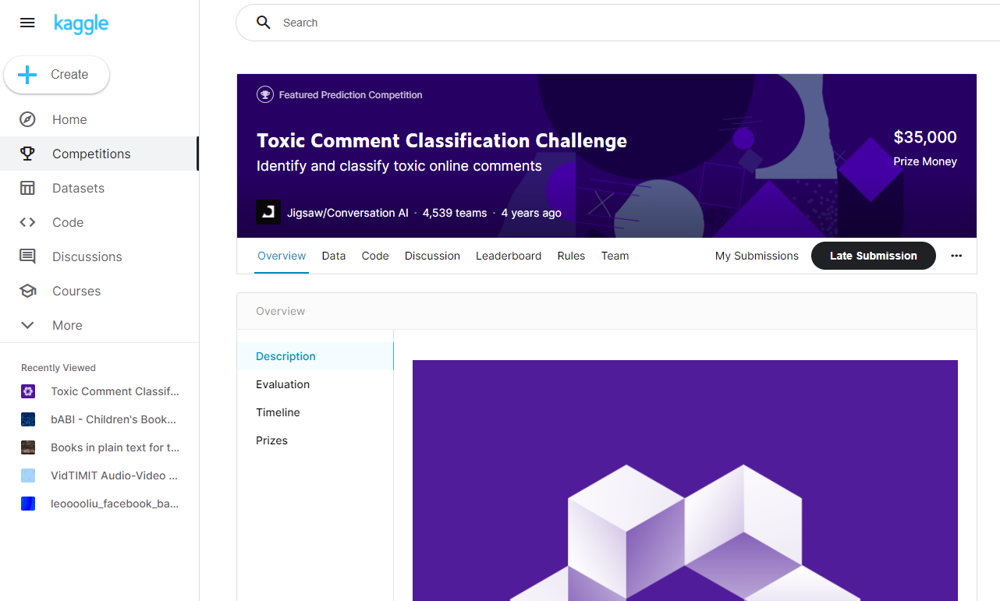 kaggle
Search
Create
Home
Competitions
Datasets
Code
Discussions
Courses
More
Recently Viewed
Toxic Comment Classif...
bABI - Children's Book...
Books in plain text for t...
VidTIMIT Audio-Video ...
leooooliu_facebook_ba...
Featured Prediction Competition
Toxic Comment Classification Challenge
Identify and classify toxic online comments
$35,000
Prize Money
Jigsaw/Conversation AI · 4,539 teams · 4 years ago
Overview Data Code Discussion Leaderboard Rules Team My Submissions Late Submission
Overview
Description
Evaluation
Timeline
Prizes